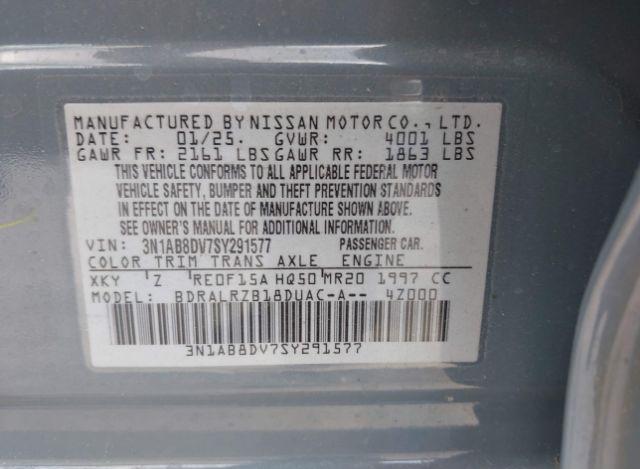 MANUFACTURED BY NISSAN MOTOR CO., LTD.
DATE: 01/25. GVWR: 4001 LBS
GAWR FR: 2161 LBS GAWR RR: 1863 LBS
THIS VEHICLE CONFORMS TO ALL APPLICABLE FEDERAL MOTOR
VEHICLE SAFETY, BUMPER AND THEFT PREVENTION STANDARDS
IN EFFECT ON THE DATE OF MANUFACTURE SHOWN ABOVE.
SEE OWNER'S MANUAL FOR ADDITIONAL INFORMATION.
VIN: 3N1AB8DV7SY291577 PASSENGER CAR.
COLOR TRIM TRANS AXLE ENGINE
XKY Z RE0F15A HQ50 MR20 1997 CC
MODEL: BDRALRZB18DUAC-A-- 4Z000
3N1AB8DV7SY291577